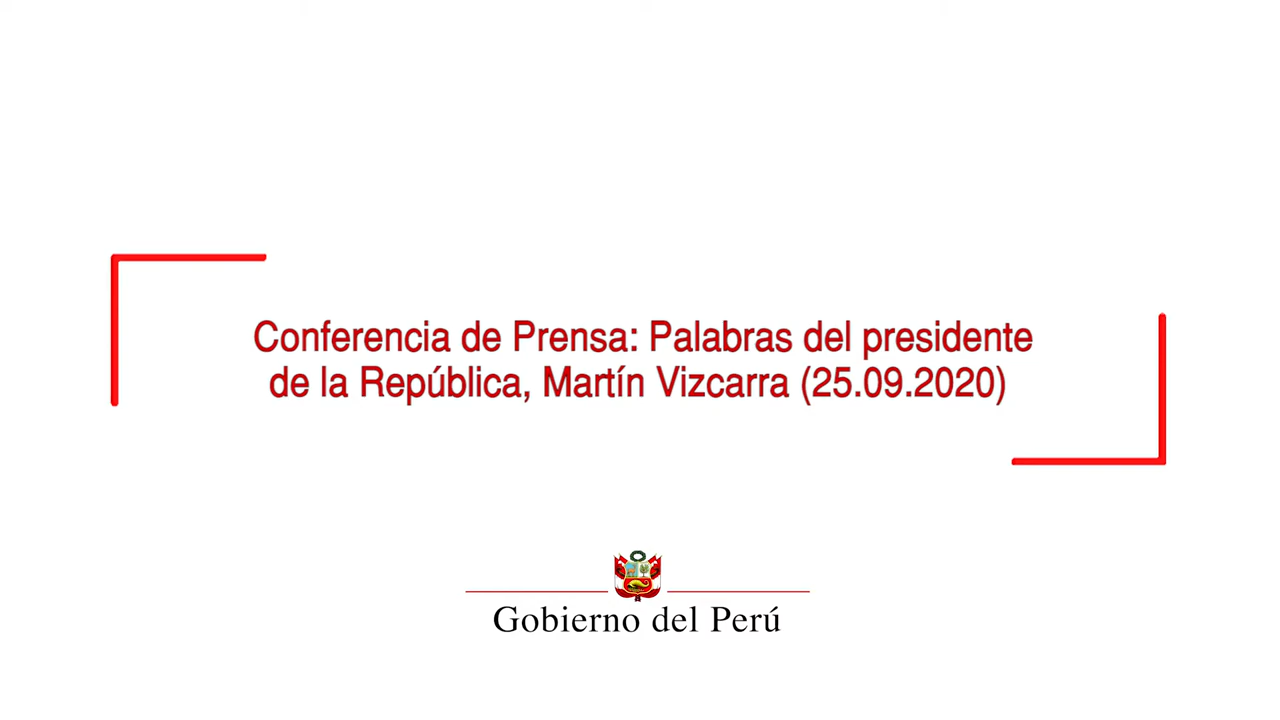 Conferencia de Prensa: Palabras del presidente
de la República, Martín Vizcarra (25.09.2020)
Gobierno del Perú